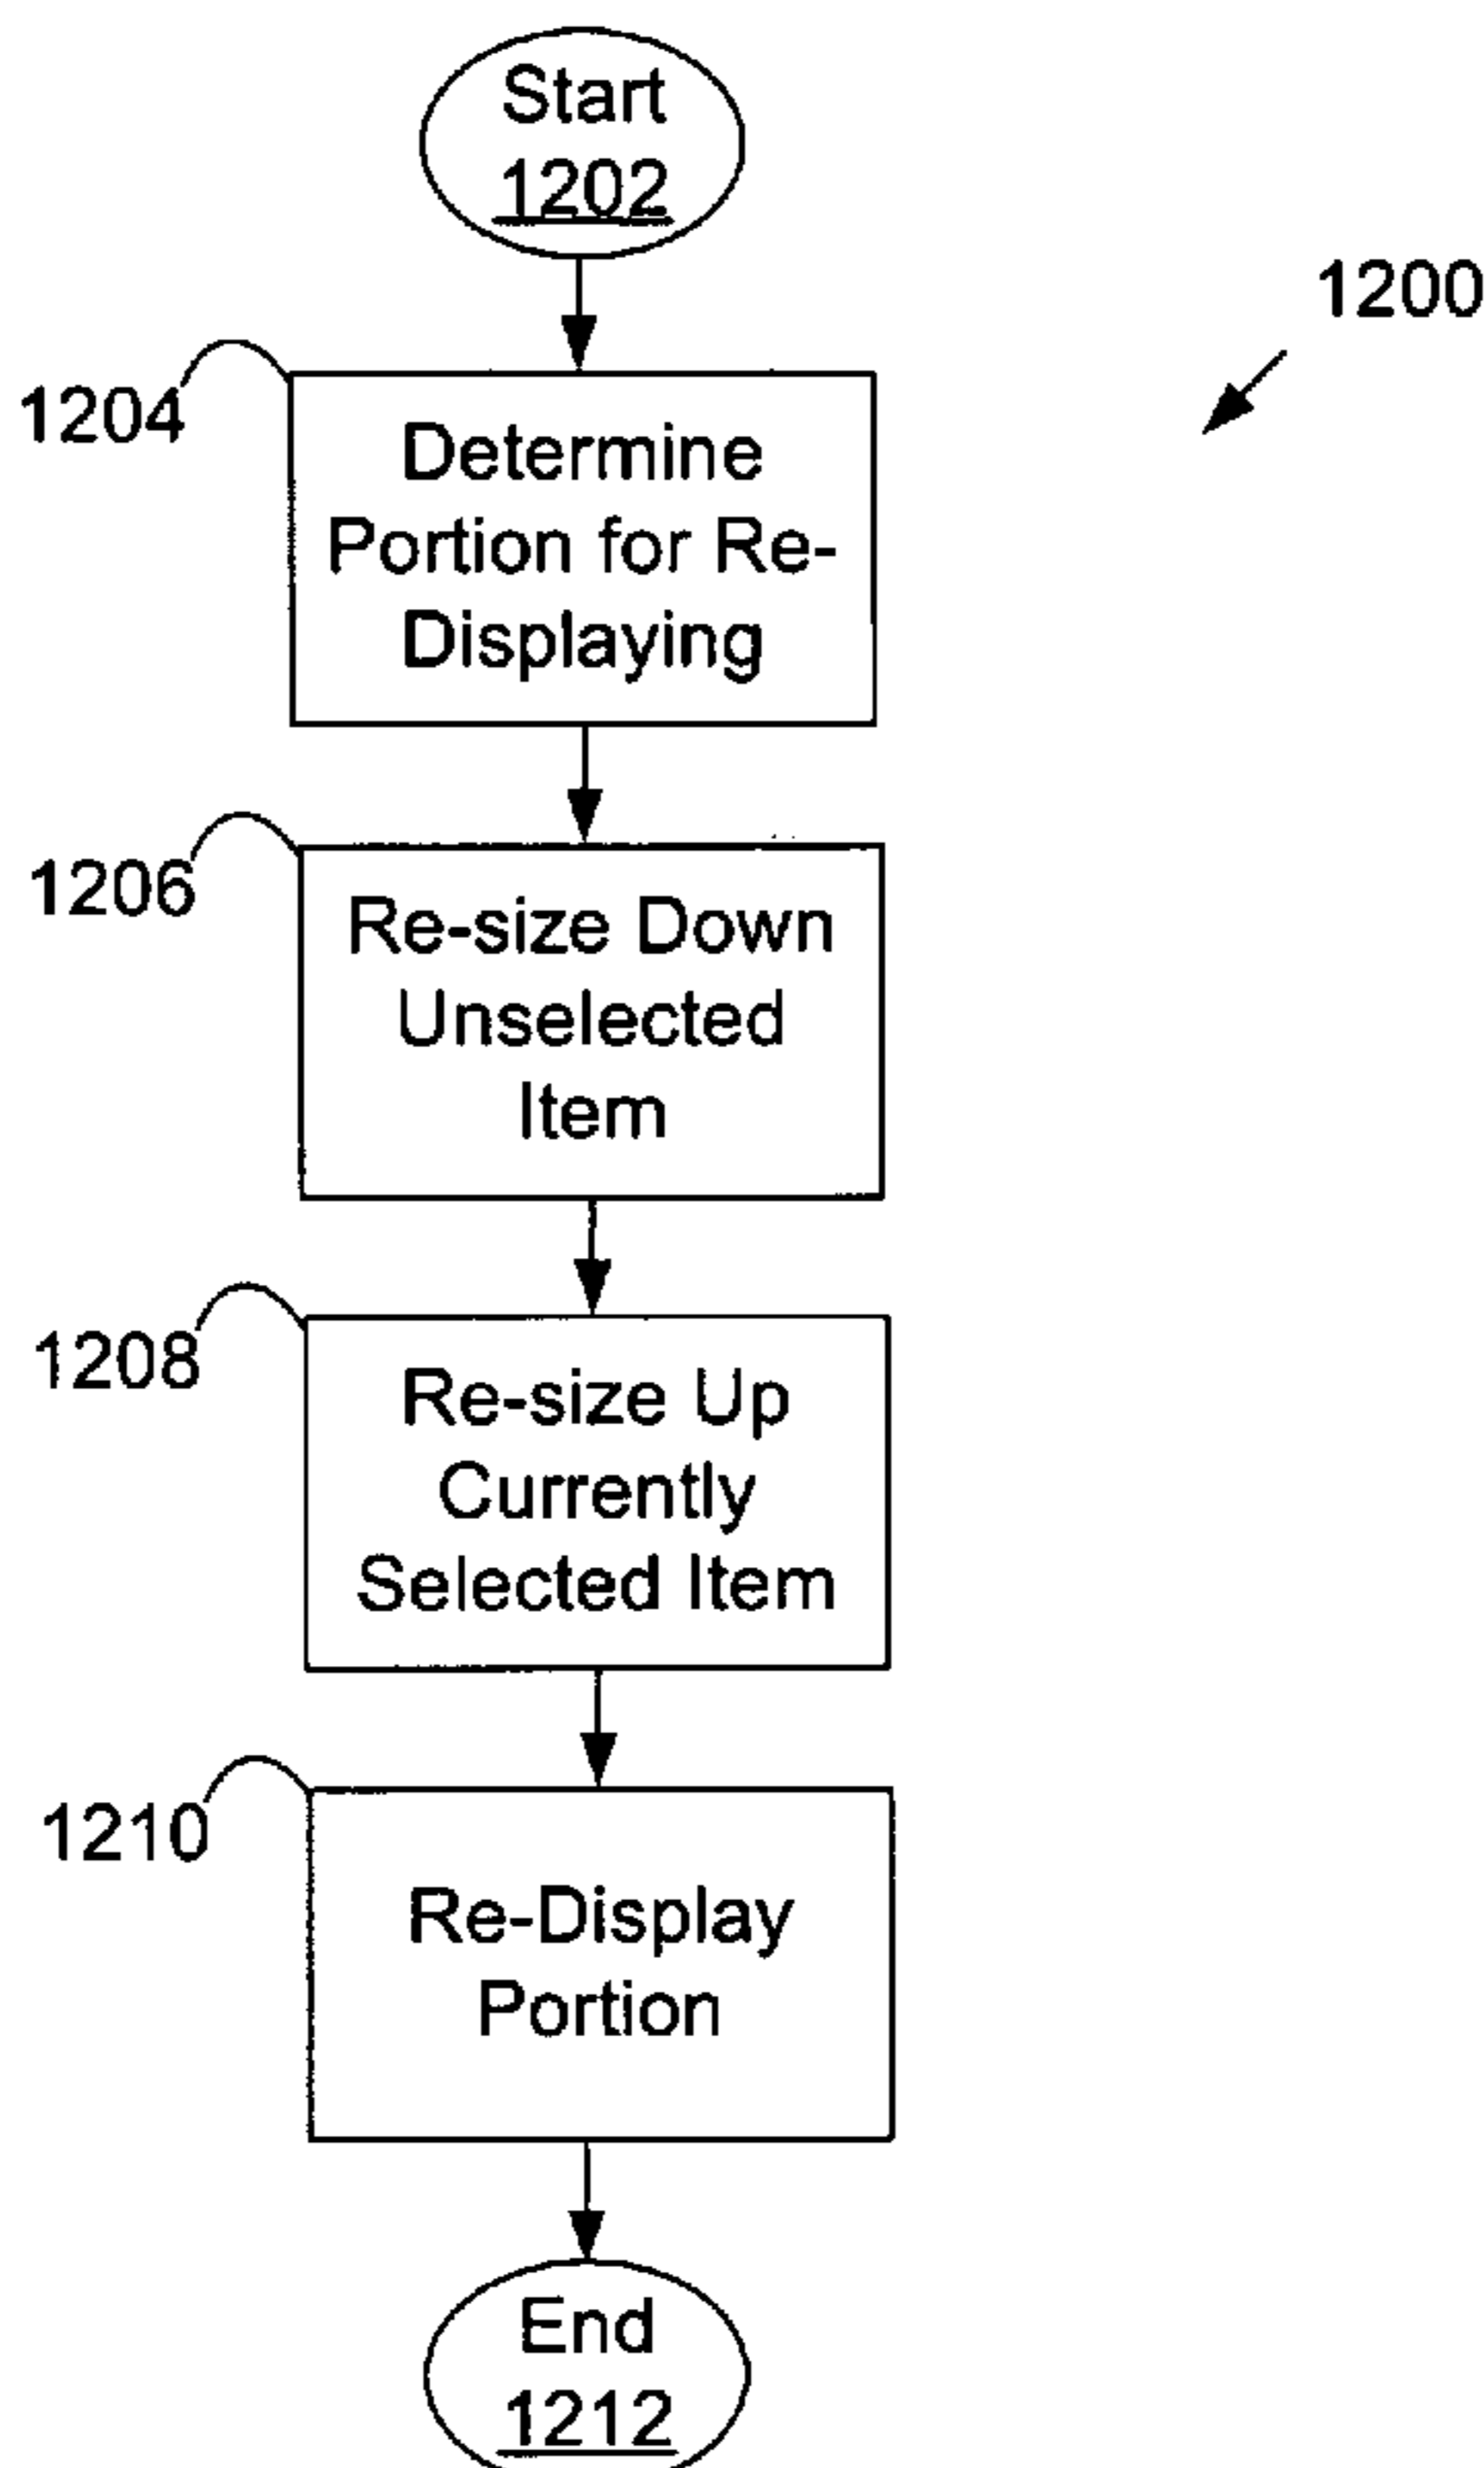 Start
1202
1200
1204
Determine
Portion for Re-
Displaying
1206
Re-size Down
Unselected
Item
1208
Re-size Up
Currently
Selected Item
1210
Re-Display
Portion
End
1212